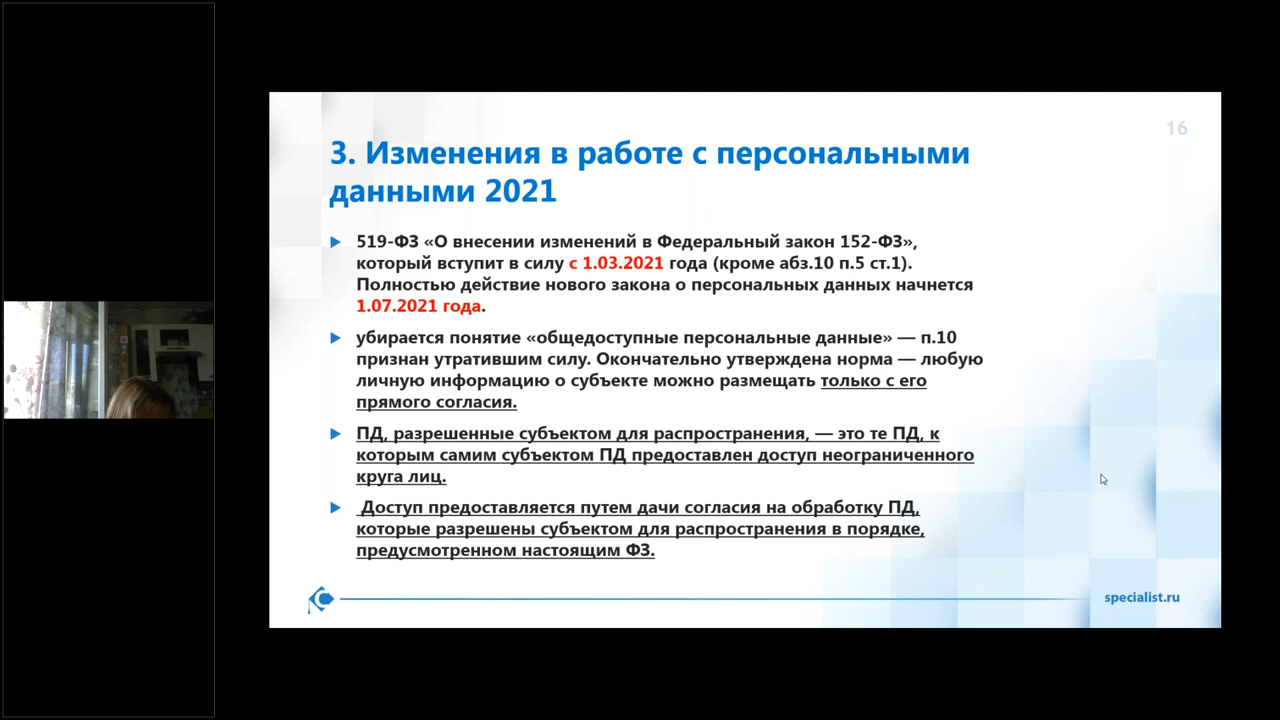 16
3. Изменения в работе с персональными
данными 2021
519-ФЗ «О внесении изменений в Федеральный закон 152-ФЗ»,
который вступит в силу с 1.03.2021 года (кроме абз.10 п.5 ст.1).
Полностью действие нового закона о персональных данных начнется
1.07.2021 года.
убирается понятие «общедоступные персональные данные» — п.10
признан утратившим силу. Окончательно утверждена норма — любую
личную информацию о субъекте можно размещать только с его
прямого согласия.
ПД, разрешенные субъектом для распространения, — это те ПД, к
которым самим субъектом ПД предоставлен доступ неограниченного
круга лиц.
Доступ предоставляется путем дачи согласия на обработку ПД,
которые разрешены субъектом для распространения в порядке,
предусмотренном настоящим ФЗ.
specialist.ru